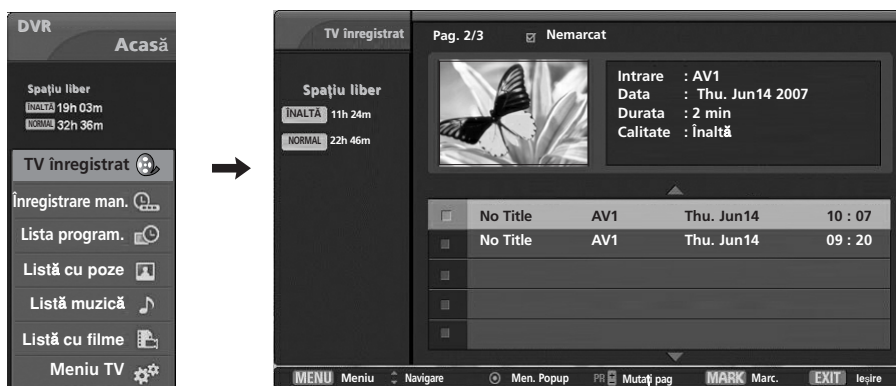 DVR
Acasă
Spaţiu liber
ÎNALTĂ 19h 03m
NORMAL 32h 36m
TV înregistrat
Înregistrare man.
Lista program.
Listă cu poze
Listă muzică
Listă cu filme
Meniu TV
TV înregistrat
Pag. 2/3 Nemarcat
Spaţiu liber
ÎNALTĂ 11h 24m
NORMAL 22h 46m
Intrare : AV1
Data : Thu. Jun14 2007
Durata : 2 min
Calitate : Înaltă
No Title AV1 Thu. Jun14 10 : 07
No Title AV1 Thu. Jun14 09 : 20
MENU Meniu Navigare Men. Popup PR Mutaţi pag MARK Marc. EXIT Ieşire